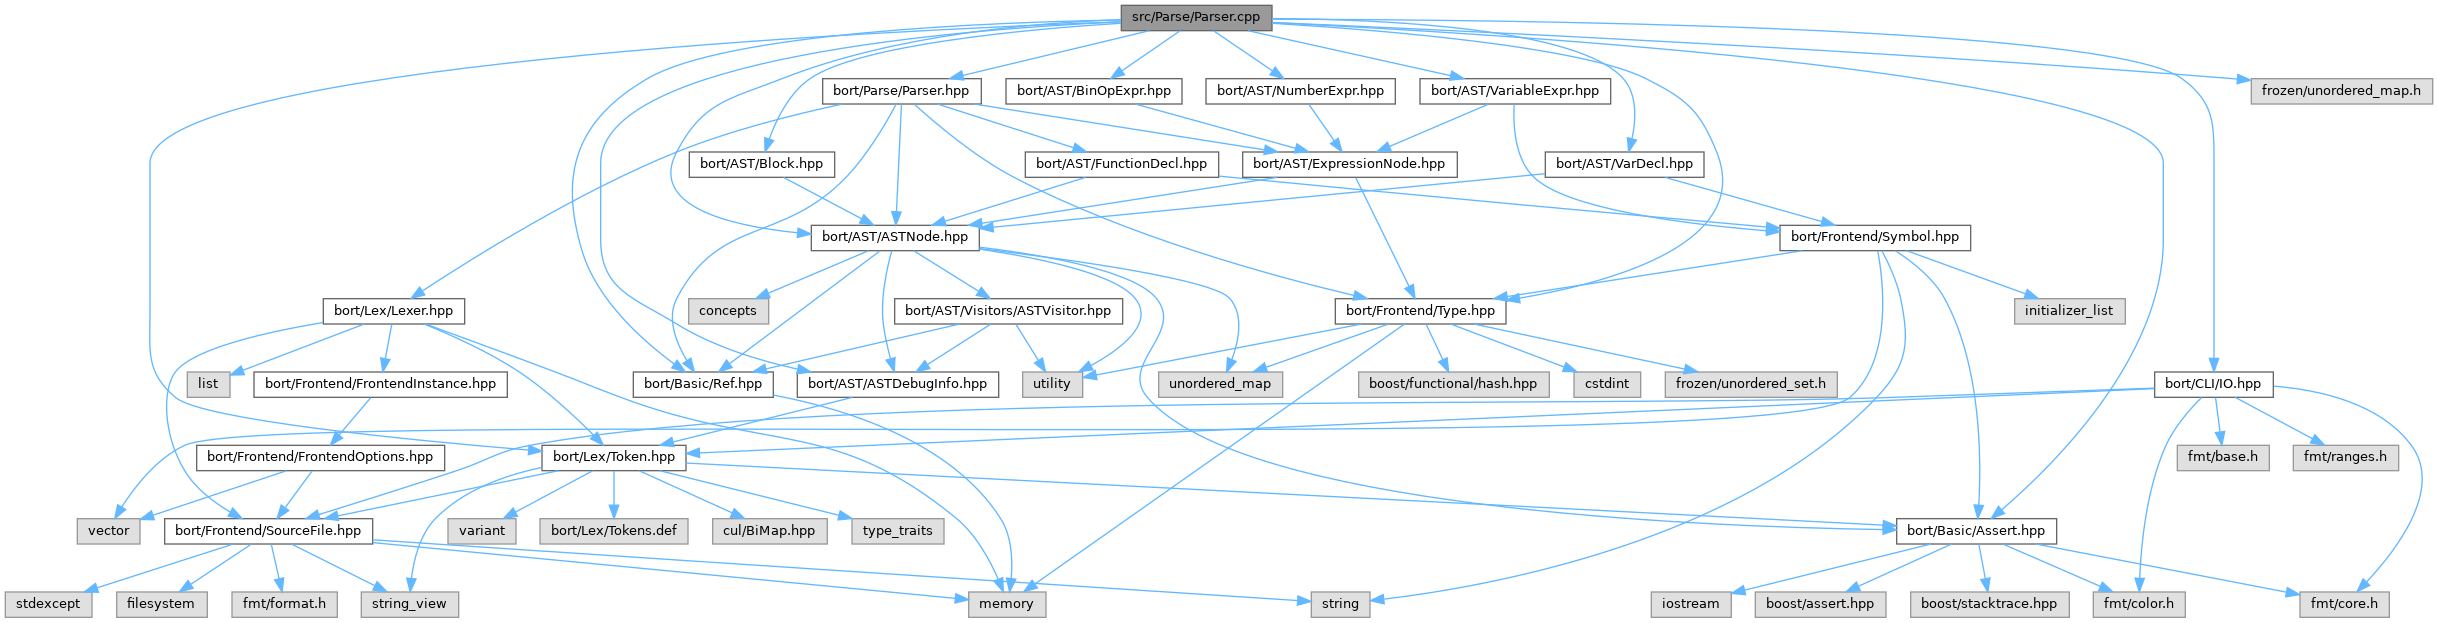 src/Parse/Parser.cpp
bort/Parse/Parser.hpp
bort/AST/BinOpExpr.hpp
bort/AST/NumberExpr.hpp
bort/AST/VariableExpr.hpp
frozen/unordered_map.h
bort/AST/Block.hpp
bort/AST/FunctionDecl.hpp
bort/AST/ExpressionNode.hpp
bort/AST/VarDecl.hpp
bort/AST/ASTNode.hpp
bort/Frontend/Symbol.hpp
bort/Lex/Lexer.hpp
concepts
bort/AST/Visitors/ASTVisitor.hpp
bort/Frontend/Type.hpp
initializer_list
list
bort/Frontend/FrontendInstance.hpp
bort/Basic/Ref.hpp
bort/AST/ASTDebugInfo.hpp
utility
unordered_map
boost/functional/hash.hpp
cstdint
frozen/unordered_set.h
bort/CLI/IO.hpp
bort/Frontend/FrontendOptions.hpp
bort/Lex/Token.hpp
fmt/base.h
fmt/ranges.h
vector
bort/Frontend/SourceFile.hpp
variant
bort/Lex/Tokens.def
cul/BiMap.hpp
type_traits
bort/Basic/Assert.hpp
stdexcept
filesystem
fmt/format.h
string_view
memory
string
iostream
boost/assert.hpp
boost/stacktrace.hpp
fmt/color.h
fmt/core.h